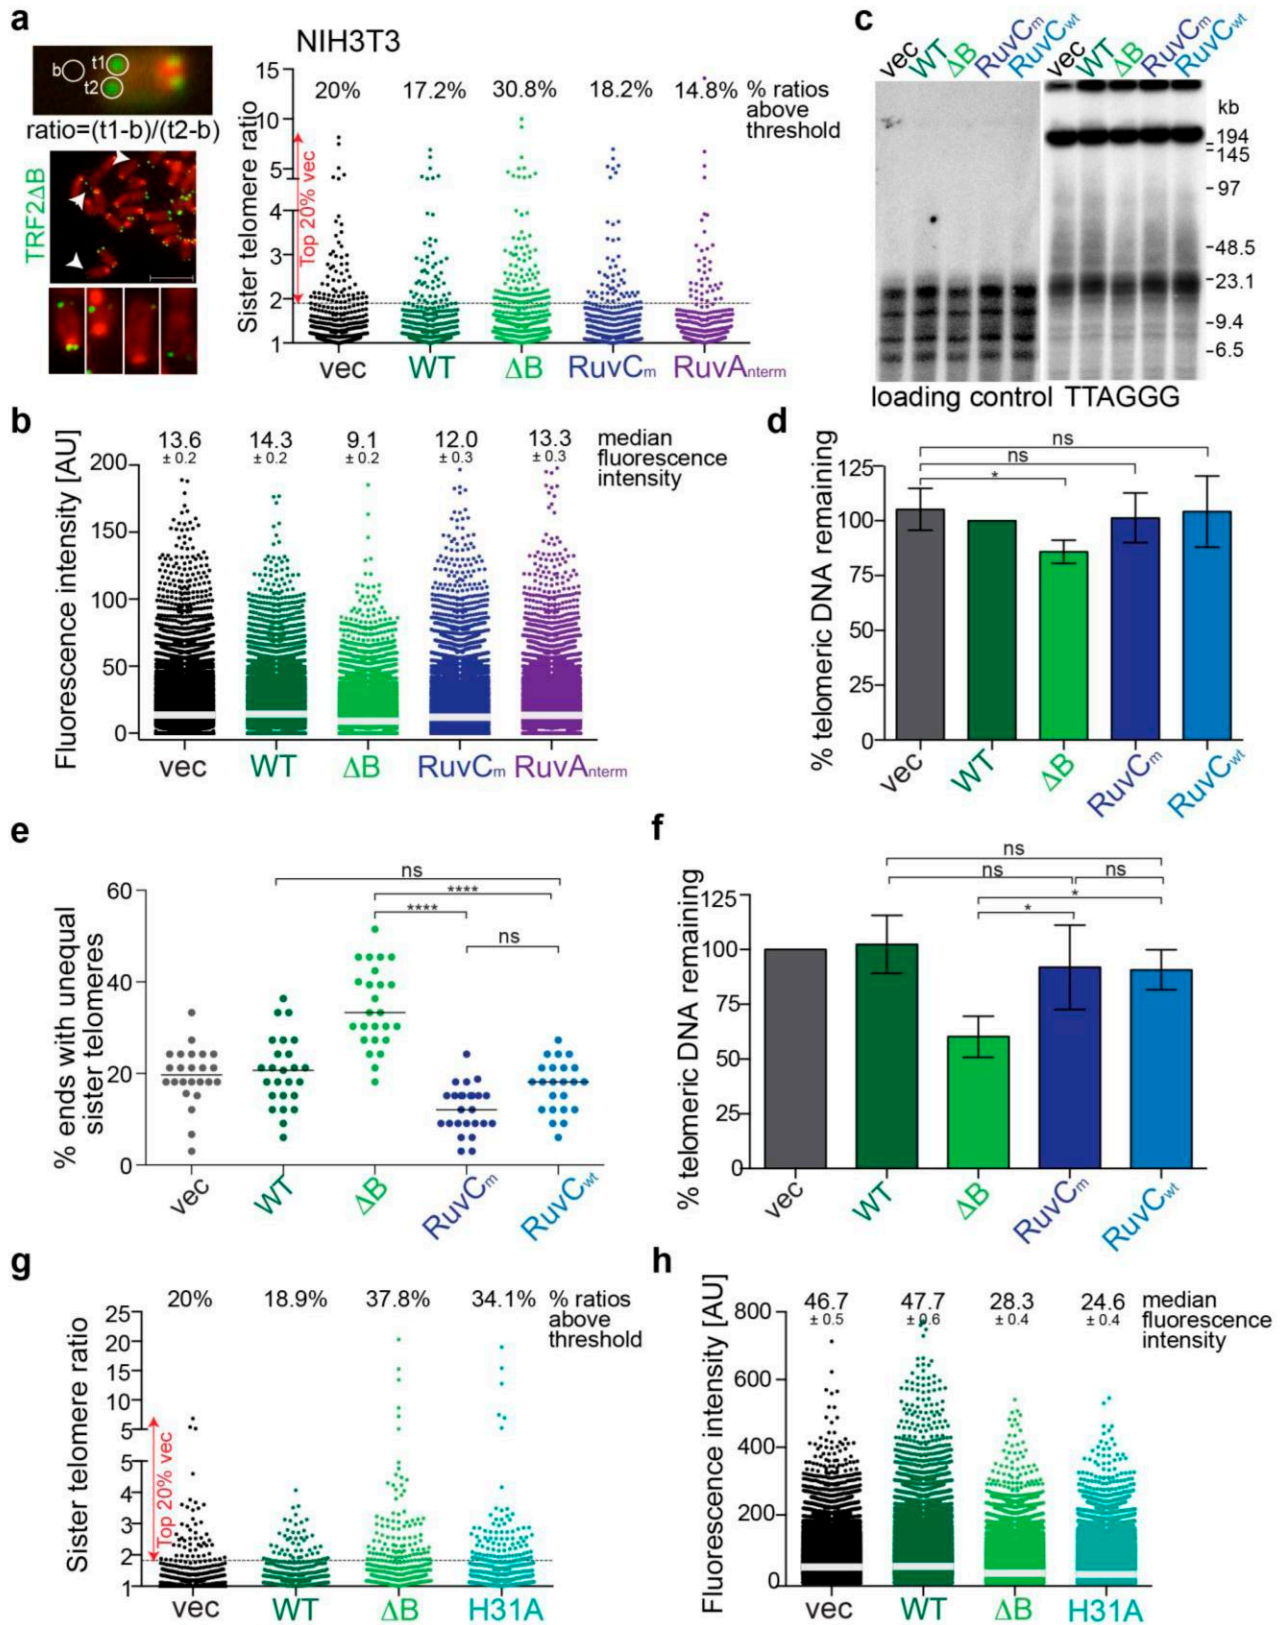 a
NIH3T3
b
t1
t2
ratio=(t1-b)/(t2-b)
TRF2ΔB
Sister telomere ratio
15
10
5
4
3
2
1
Top 20% vec
20%
17.2%
30.8%
18.2%
14.8%
% ratios
above
threshold
vec
WT
ΔB
RuvCm
RuvAnterm
c
vec
WT
ΔB
RuvCm
RuvCwt
vec
WT
ΔB
RuvCm
RuvCwt
kb
194
145
97
48.5
23.1
9.4
6.5
loading control
TTAGGG
b
Fluorescence intensity [AU]
200
150
100
50
0
13.6
± 0.2
14.3
± 0.2
9.1
± 0.2
12.0
± 0.3
13.3
± 0.3
median
fluorescence
intensity
vec
WT
ΔB
RuvCm
RuvAnterm
d
% telomeric DNA remaining
125
100
75
50
25
0
ns
ns
*
vec
WT
ΔB
RuvCm
RuvCwt
e
% ends with unequal
sister telomeres
60
40
20
0
ns
****
****
ns
vec
WT
ΔB
RuvCm
RuvCwt
f
% telomeric DNA remaining
125
100
75
50
25
0
ns
ns
ns
*
*
vec
WT
ΔB
RuvCm
RuvCwt
g
Sister telomere ratio
25
20
15
10
5
5
4
3
2
1
Top 20% vec
20%
18.9%
37.8%
34.1%
% ratios
above
threshold
vec
WT
ΔB
H31A
h
Fluorescence intensity [AU]
800
600
400
200
0
46.7
± 0.5
47.7
± 0.6
28.3
± 0.4
24.6
± 0.4
median
fluorescence
intensity
vec
WT
ΔB
H31A